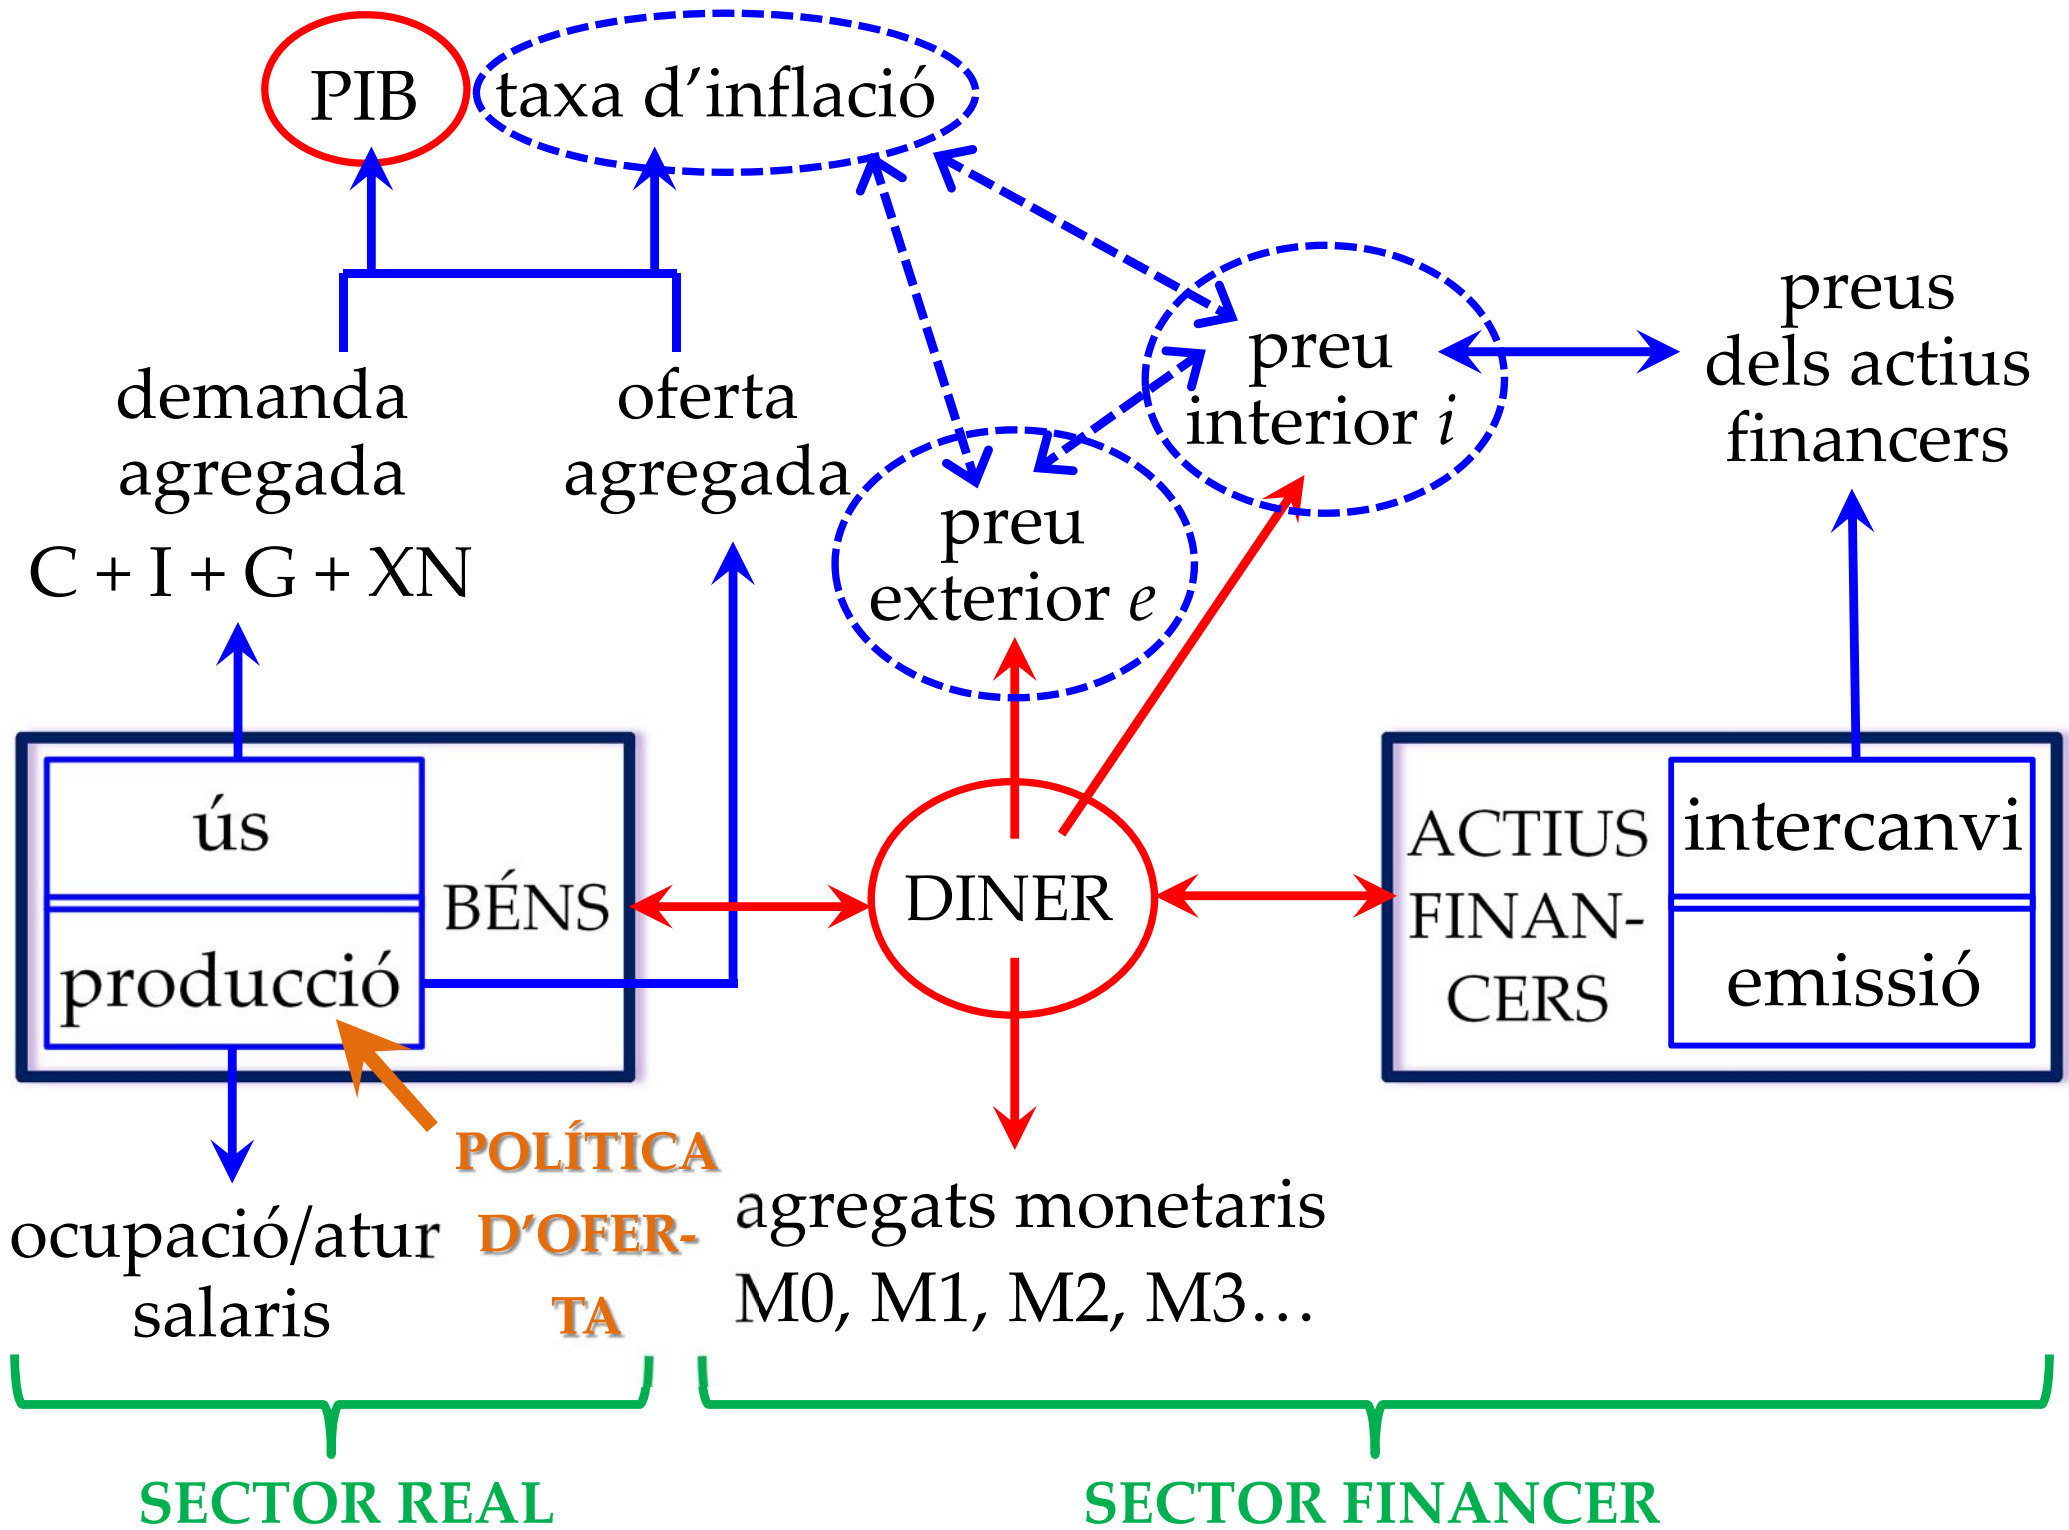 PIB
taxa d’inflació
demanda
agregada
C + I + G + XN
oferta
agregada
preu
exterior e
preu
interior i
preus
dels actius
financers
ús
producció
BÉNS
DINER
ACTIUS
FINAN-
CERS
intercanvi
emissió
POLÍTICA
D’OFER-
TA
ocupació/atur
salaris
agregats monetaris
M0, M1, M2, M3…
SECTOR REAL
SECTOR FINANCER